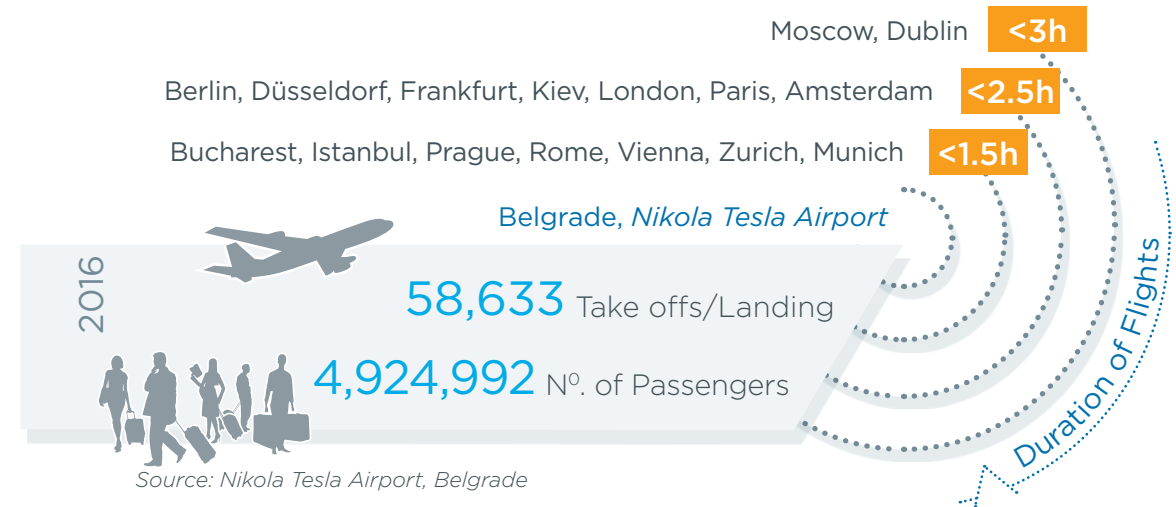 Moscow, Dublin <3h
Berlin, Düsseldorf, Frankfurt, Kiev, London, Paris, Amsterdam <2.5h
Bucharest, Istanbul, Prague, Rome, Vienna, Zurich, Munich <1.5h
Belgrade, Nikola Tesla Airport
2016
58,633 Take offs/Landing
4,924,992 N⁰. of Passengers
Duration of Flights
Source: Nikola Tesla Airport, Belgrade